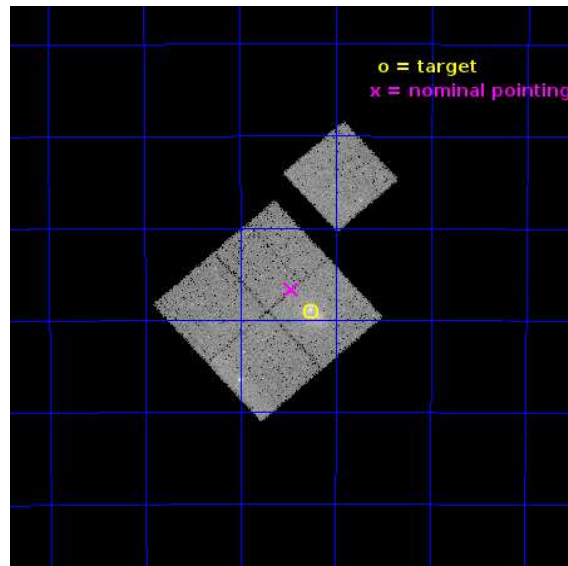 o = target
x = nominal pointing